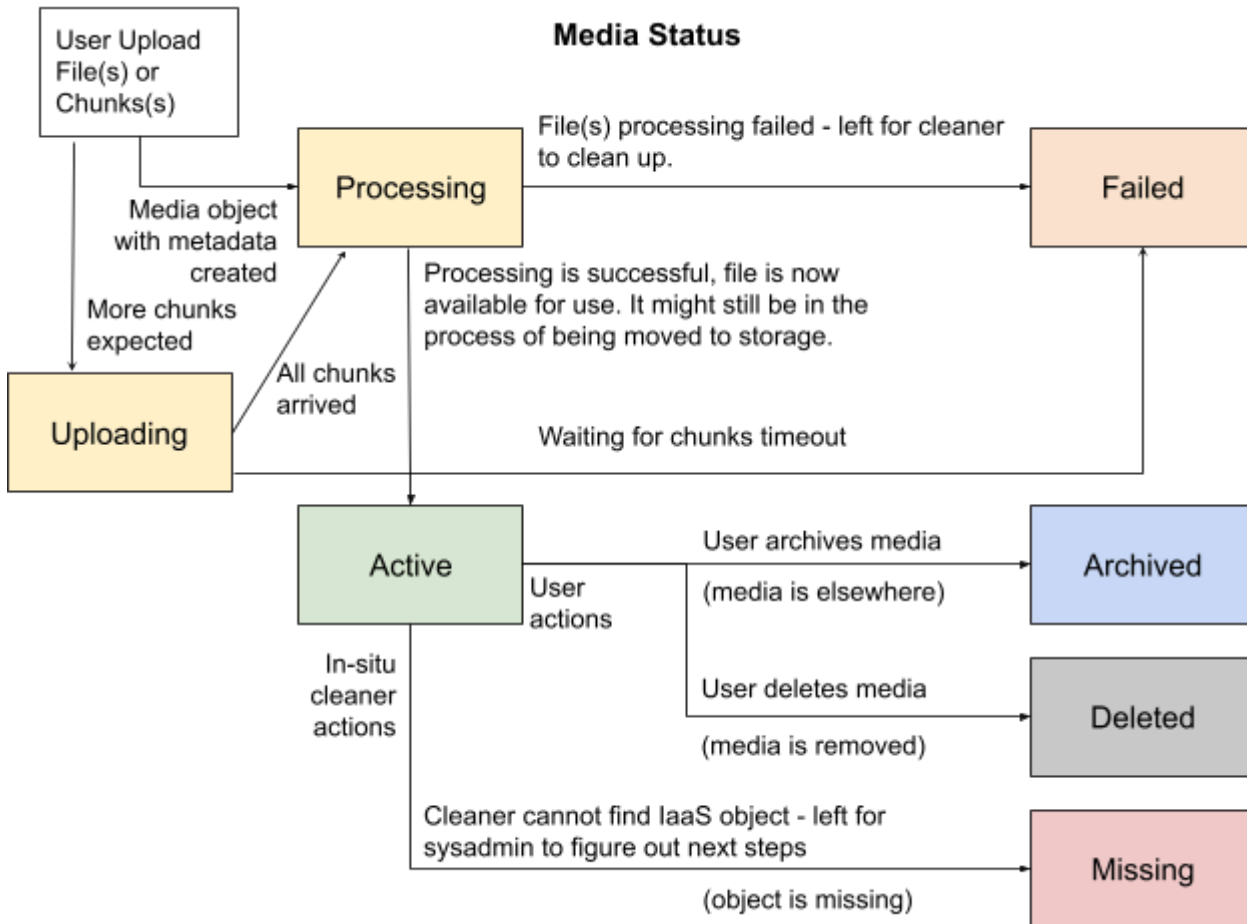 Media Status
User Upload
File(s) or
Chunks(s)
File(s) processing failed - left for cleaner
to clean up.
Processing
Failed
Media object
with metadata
created
Processing is successful, file is now
available for use. It might still be in the
process of being moved to storage.
More chunks
expected
All chunks
arrived
Uploading
Waiting for chunks timeout
Active
User
actions
User archives media
(media is elsewhere)
Archived
In-situ
cleaner
actions
User deletes media
(media is removed)
Deleted
Cleaner cannot find IaaS object - left for
sysadmin to figure out next steps
(object is missing)
Missing